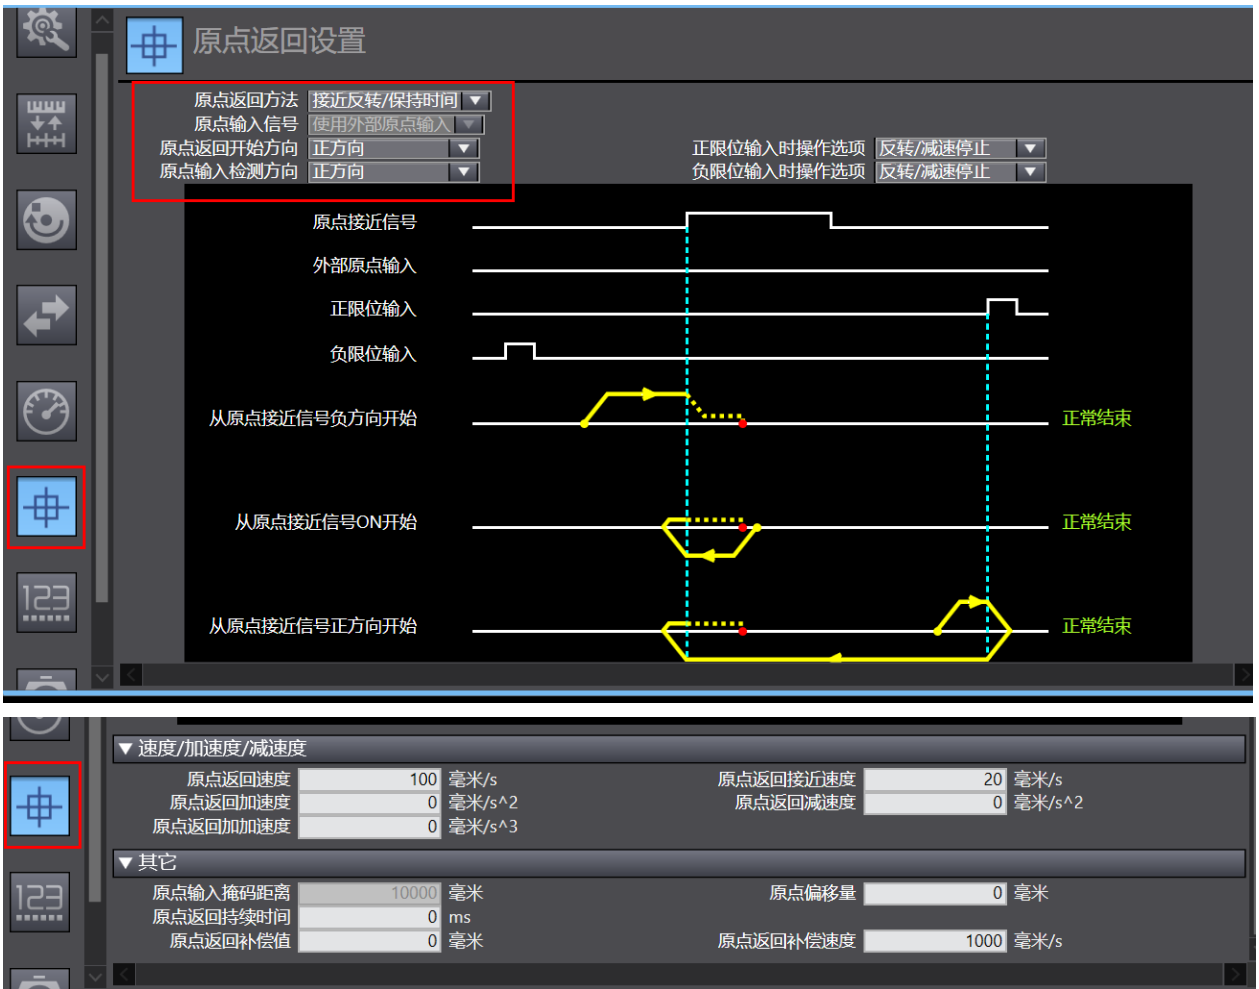 原点返回设置
原点返回方法 接近反转/保持时间
原点输入信号 使用外部原点输入
原点返回开始方向 正方向 正限位输入时操作选项 反转/减速停止
原点输入检测方向 正方向 负限位输入时操作选项 反转/减速停止
原点接近信号
外部原点输入
正限位输入
负限位输入
从原点接近信号负方向开始 正常结束
从原点接近信号ON开始 正常结束
123
从原点接近信号正方向开始 正常结束
速度/加速度/减速度
原点返回速度 100 毫米/s 原点返回接近速度 20 毫米/s
原点返回加速度 0 毫米/s^2 原点返回减速度 0 毫米/s^2
原点返回加加速度 0 毫米/s^3
其它
原点输入掩码距离 10000 毫米 原点偏移量 0 毫米
123
原点返回持续时间 0 ms
原点返回补偿值 0 毫米 原点返回补偿速度 1000 毫米/s